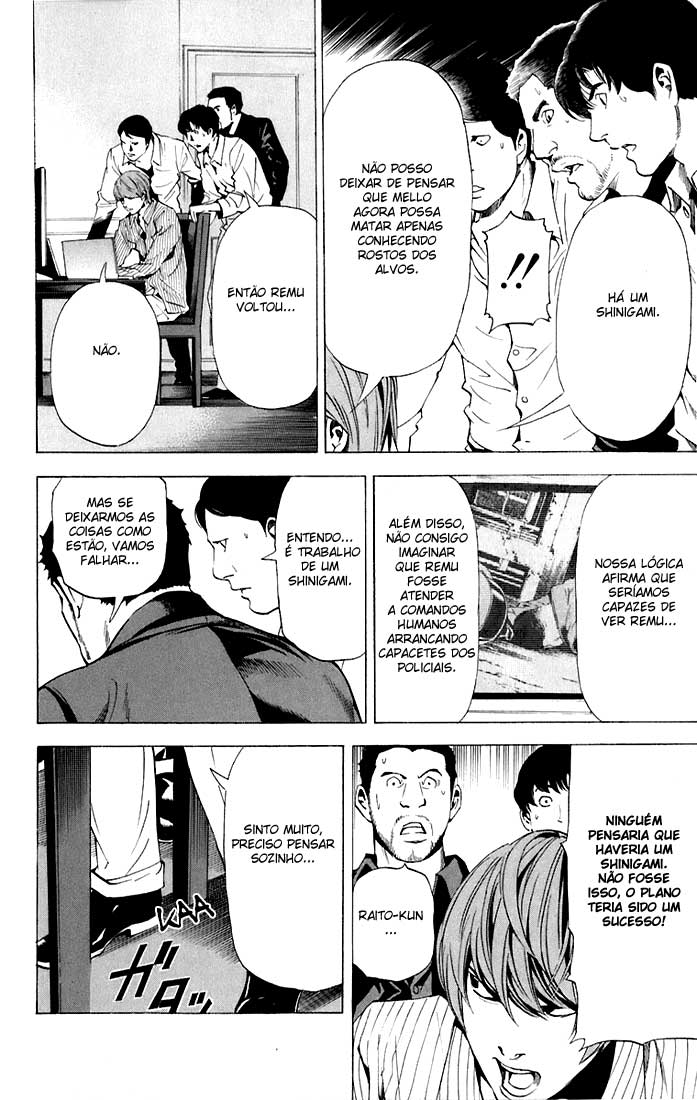 HÁ UM
SHINIGAMI.
!!
NÃO POSSO
DEIXAR DE PENSAR
QUE MELLO
AGORA POSSA
MATAR APENAS
CONHECENDO
ROSTOS DOS
ALVOS.
ENTÃO REMU
VOLTOU...
NÃO.
NOSSA LÓGICA
AFIRMA QUE
SERÍAMOS
CAPAZES DE
VER REMU...
ALÉM DISSO,
NÃO CONSIGO
IMAGINAR
QUE REMU
FOSSE
ATENDER
A COMANDOS
HUMANOS
ARRANCANDO
CAPACETES DOS
POLICIAIS.
ENTENDO...
É TRABALHO
DE UM
SHINIGAMI.
MAS SE
DEIXARMOS AS
COISAS COMO
ESTÃO, VAMOS
FALHAR...
NINGUÉM
PENSARIA QUE
HAVERIA UM
SHINIGAMI.
NÃO FOSSE
ISSO, O PLANO
TERIA SIDO UM
SUCESSO!
RAITO-KUN
...
SINTO MUITO,
PRECISO PENSAR
SOZINHO...
KAA
ガタッ